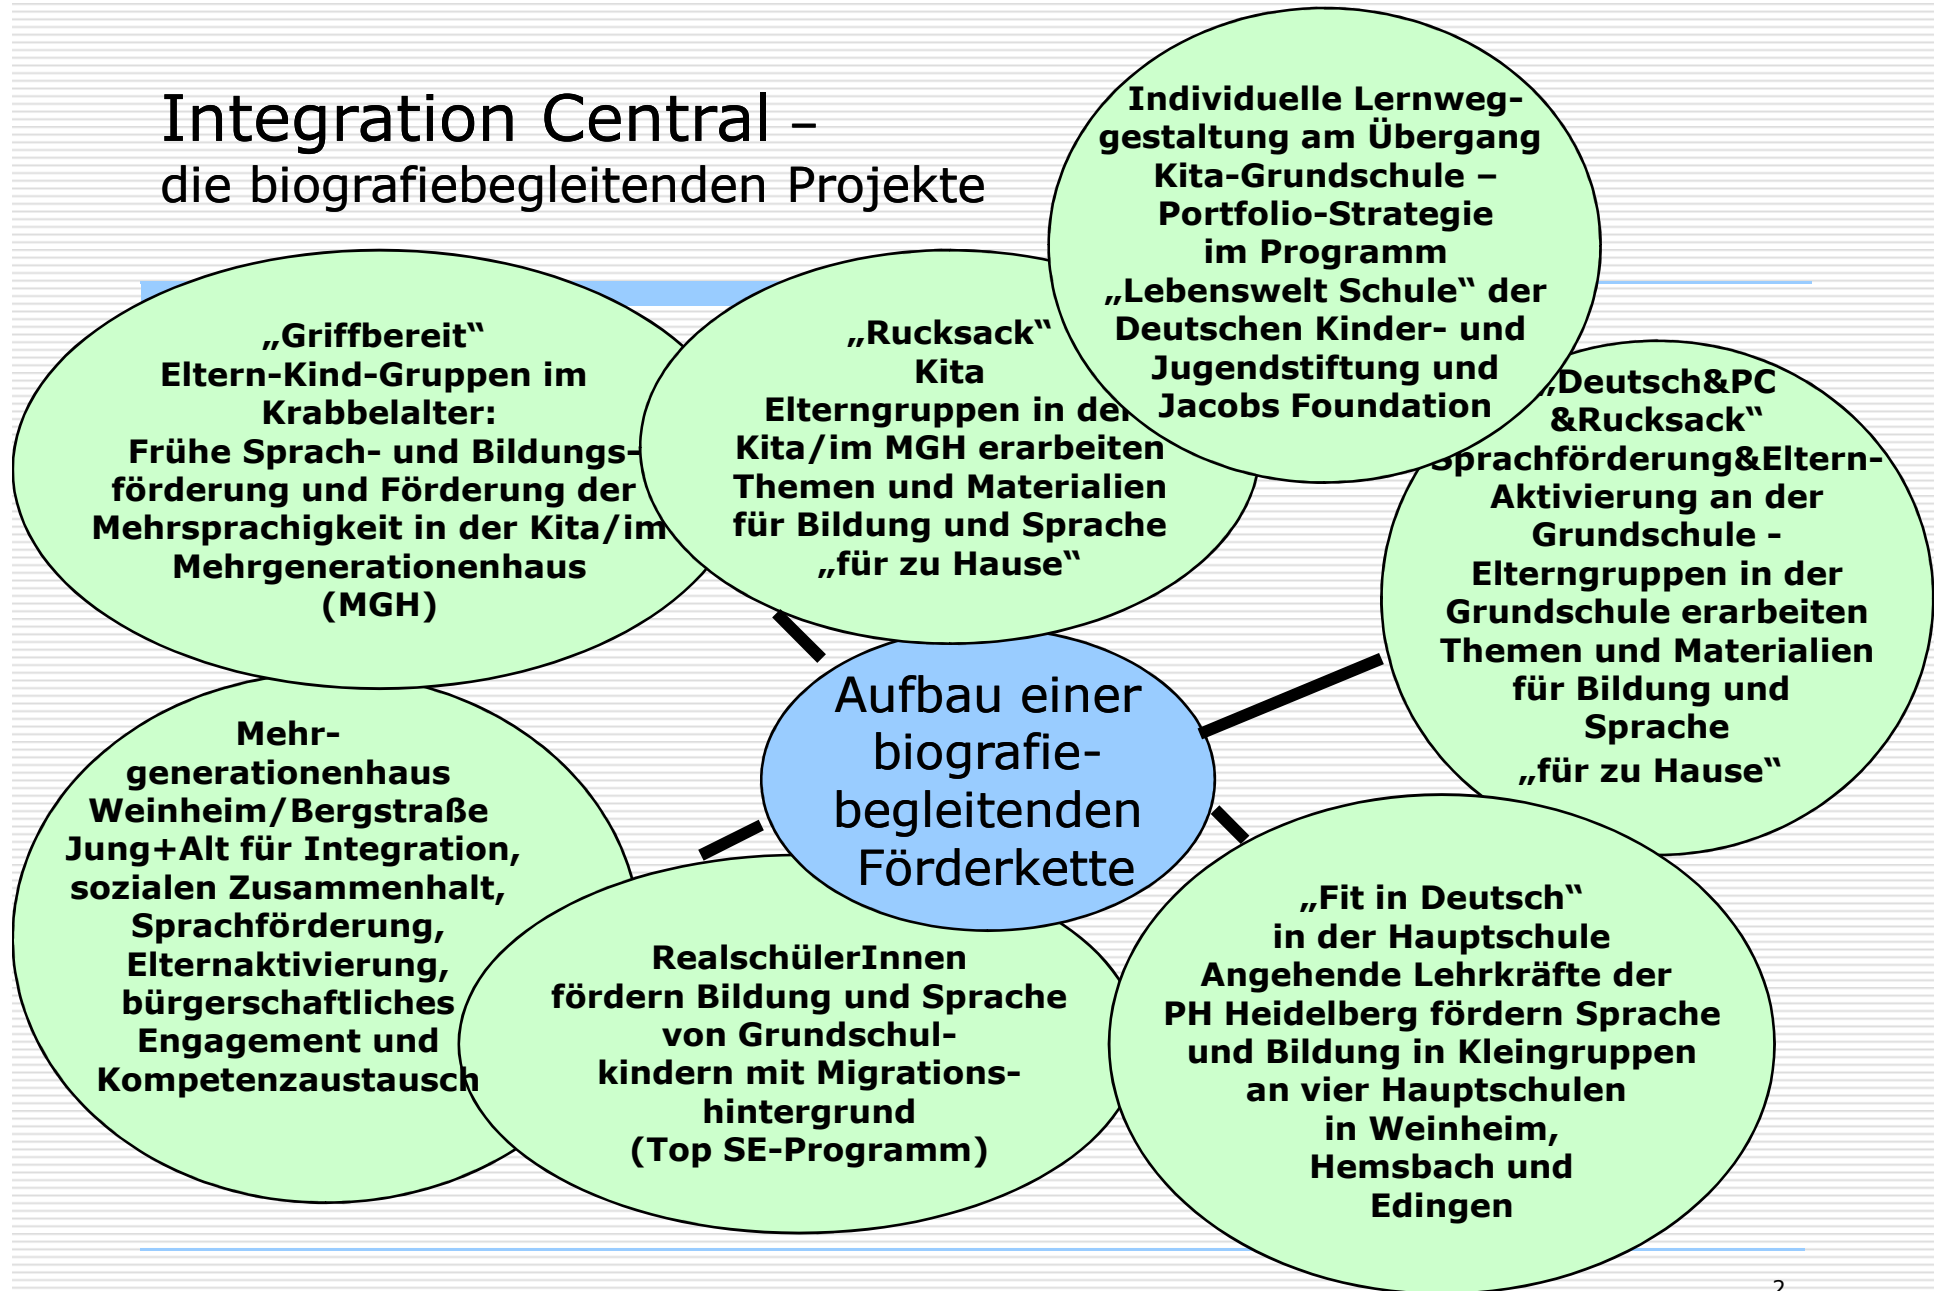 Integration Central –
die biografiebegleitenden Projekte
Individuelle Lernweg-
gestaltung am Übergang
Kita-Grundschule –
Portfolio-Strategie
im Programm
„Lebenswelt Schule“ der
Deutschen Kinder- und
Jugendstiftung und
Jacobs Foundation
„Griffbereit“
Eltern-Kind-Gruppen im
Krabbelalter:
Frühe Sprach- und Bildungs-
förderung und Förderung der
Mehrsprachigkeit in der Kita/im
Mehrgenerationenhaus
(MGH)
„Rucksack“
Kita
Elterngruppen in der
Kita/im MGH erarbeiten
Themen und Materialien
für Bildung und Sprache
„für zu Hause“
„Deutsch&PC
&Rucksack“
Sprachförderung&Eltern-
Aktivierung an der
Grundschule -
Elterngruppen in der
Grundschule erarbeiten
Themen und Materialien
für Bildung und
Sprache
„für zu Hause“
Aufbau einer
biografie-
begleitenden
Förderkette
Mehr-
generationenhaus
Weinheim/Bergstraße
Jung+Alt für Integration,
sozialen Zusammenhalt,
Sprachförderung,
Elternaktivierung,
bürgerschaftliches
Engagement und
Kompetenzaustausch
RealschülerInnen
fördern Bildung und Sprache
von Grundschul-
kindern mit Migrations-
hintergrund
(Top SE-Programm)
„Fit in Deutsch“
in der Hauptschule
Angehende Lehrkräfte der
PH Heidelberg fördern Sprache
und Bildung in Kleingruppen
an vier Hauptschulen
in Weinheim,
Hemsbach und
Edingen
2